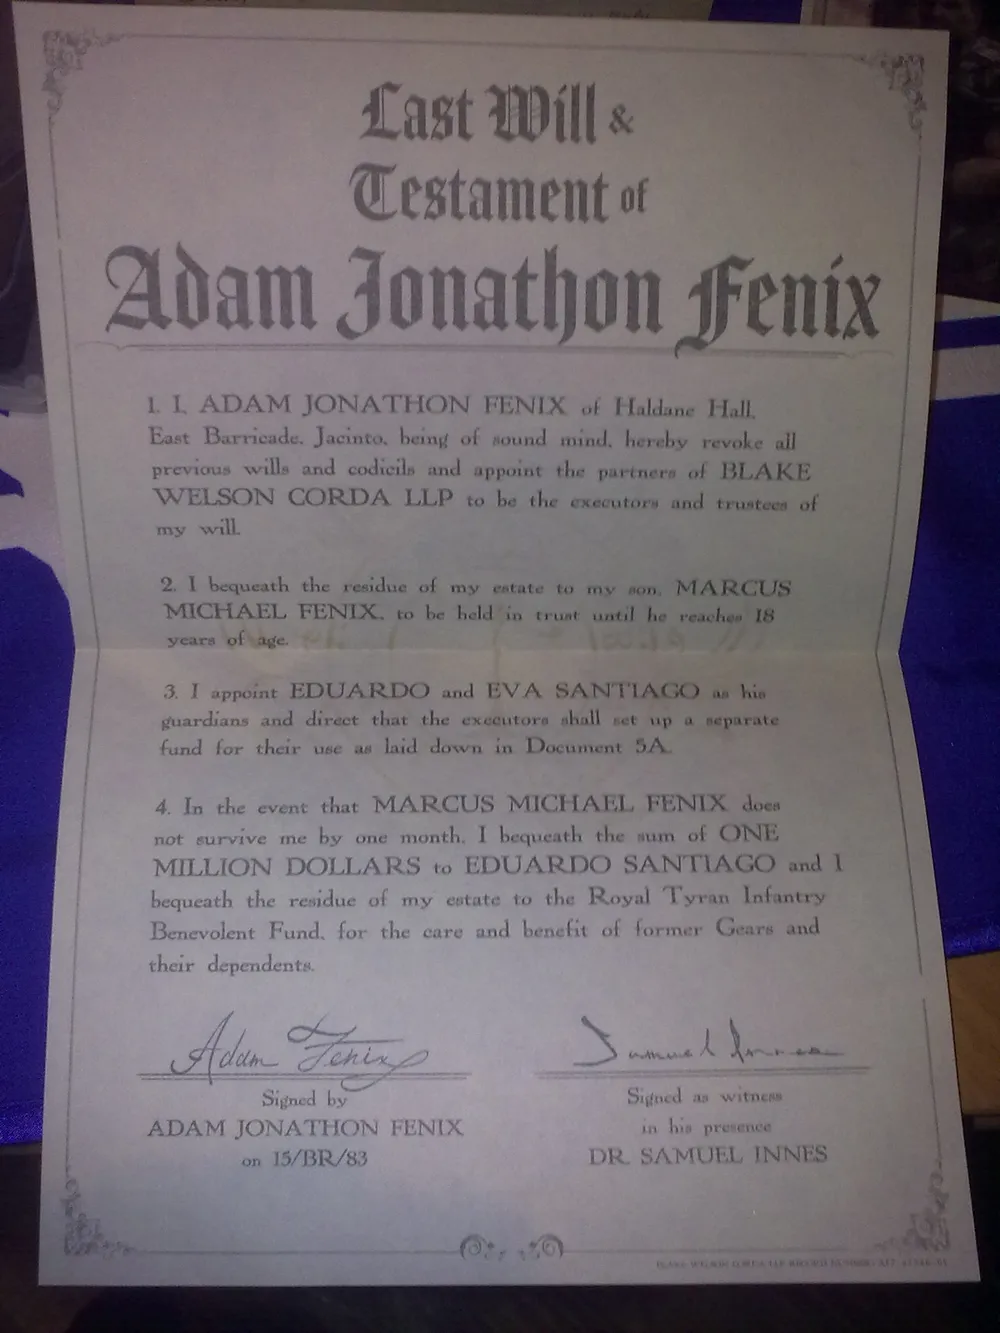 Last Will &
Testament of
Adam Jonathon Fenix
1. I, ADAM JONATHON FENIX of Haldane Hall,
East Barricade, Jacinto, being of sound mind, hereby revoke all
previous wills and codicils and appoint the partners of BLAKE
WELSON CORDA LLP to be the executors and trustees of
my will.
2. I bequeath the residue of my estate to my son, MARCUS
MICHAEL FENIX, to be held in trust until he reaches 18
years of age.
3. I appoint EDUARDO and EVA SANTIAGO as his
guardians and direct that the executors shall set up a separate
fund for their use as laid down in Document 5A.
4. In the event that MARCUS MICHAEL FENIX does
not survive me by one month, I bequeath the sum of ONE
MILLION DOLLARS to EDUARDO SANTIAGO and I
bequeath the residue of my estate to the Royal Tyran Infantry
Benevolent Fund, for the care and benefit of former Gears and
their dependents.
Adam Fenix
Signed by
ADAM JONATHON FENIX
on 15/BR/83
Samuel Innes
Signed as witness
in his presence
DR. SAMUEL INNES
BLAKE WELSON CORDA LLP RECORD NUMBER: